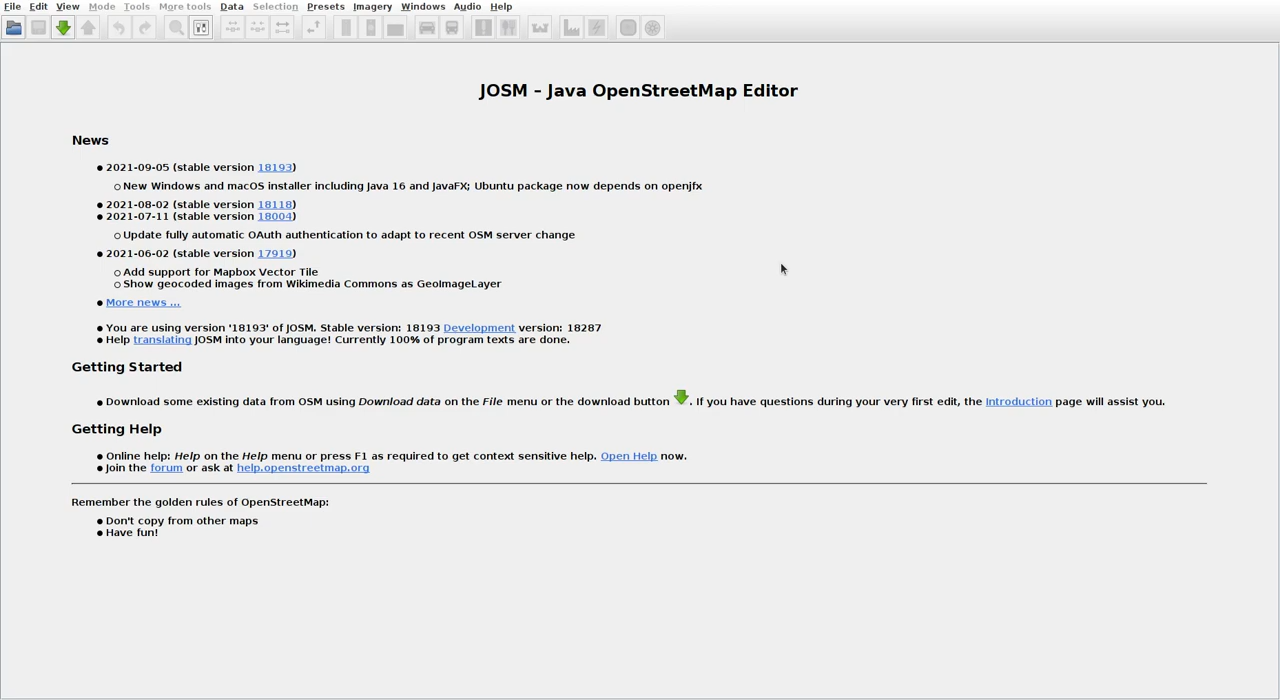 File Edit View Mode Tools More tools Data Selection Presets Imagery Windows Audio Help
JOSM – Java OpenStreetMap Editor
News
2021-09-05 (stable version 18193)
New Windows and macOS installer including Java 16 and JavaFX; Ubuntu package now depends on openjfx
2021-08-02 (stable version 18118)
2021-07-11 (stable version 18004)
Update fully automatic OAuth authentication to adapt to recent OSM server change
2021-06-02 (stable version 17919)
Add support for Mapbox Vector Tile
Show geocoded images from Wikimedia Commons as GeoImageLayer
More news ...
You are using version '18193' of JOSM. Stable version: 18193 Development version: 18287
Help translating JOSM into your language! Currently 100% of program texts are done.
Getting Started
Download some existing data from OSM using Download data on the File menu or the download button . If you have questions during your very first edit, the Introduction page will assist you.
Getting Help
Online help: Help on the Help menu or press F1 as required to get context sensitive help. Open Help now.
Join the forum or ask at help.openstreetmap.org
Remember the golden rules of OpenStreetMap:
Don't copy from other maps
Have fun!